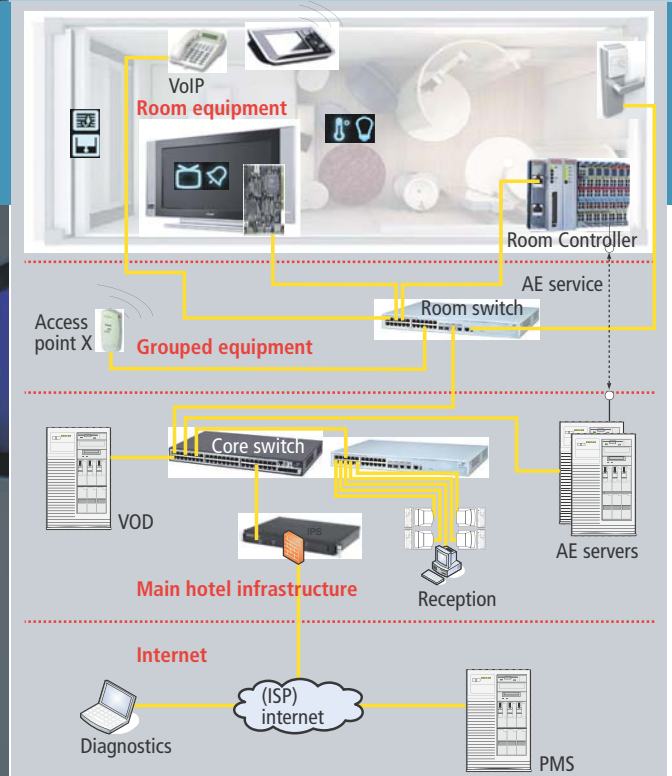 VoIP
Room equipment
Room Controller
AE service
Room switch
Access
point X
Grouped equipment
Core switch
VOD
IPS
AE servers
Main hotel infrastructure
Reception
Internet
(ISP)
internet
Diagnostics
PMS